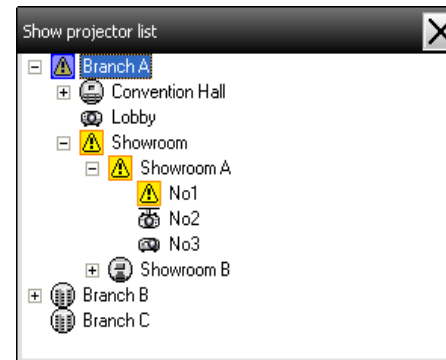 Show projector list
Branch A
Convention Hall
Lobby
Showroom
Showroom A
No1
No2
No3
Showroom B
Branch B
Branch C